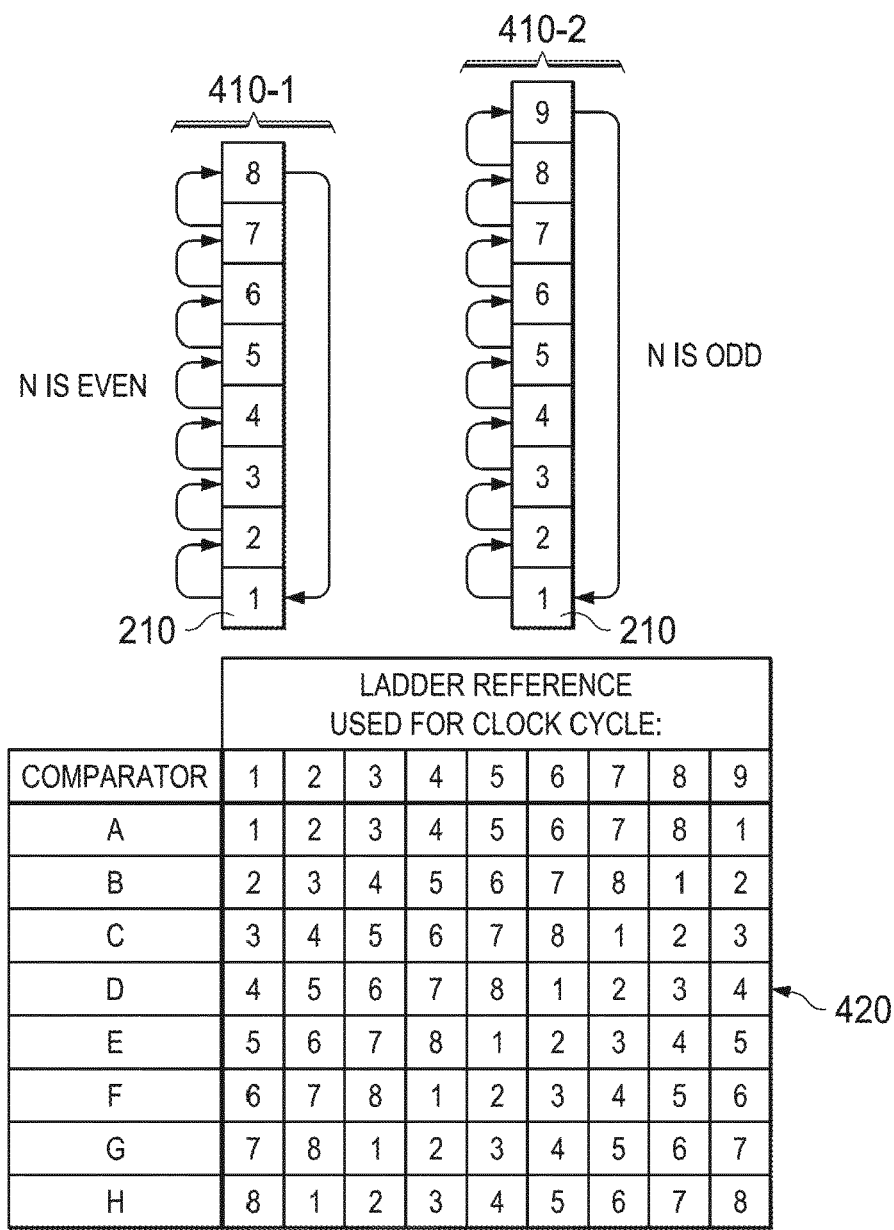 410-1
410-2
8
7
6
5
4
3
2
1
N IS EVEN
210
9
8
7
6
5
4
3
2
1
N IS ODD
210
LADDER REFERENCE
USED FOR CLOCK CYCLE:
COMPARATOR 1 2 3 4 5 6 7 8 9
A 1 2 3 4 5 6 7 8 1
B 2 3 4 5 6 7 8 1 2
C 3 4 5 6 7 8 1 2 3
D 4 5 6 7 8 1 2 3 4
420
E 5 6 7 8 1 2 3 4 5
F 6 7 8 1 2 3 4 5 6
G 7 8 1 2 3 4 5 6 7
H 8 1 2 3 4 5 6 7 8